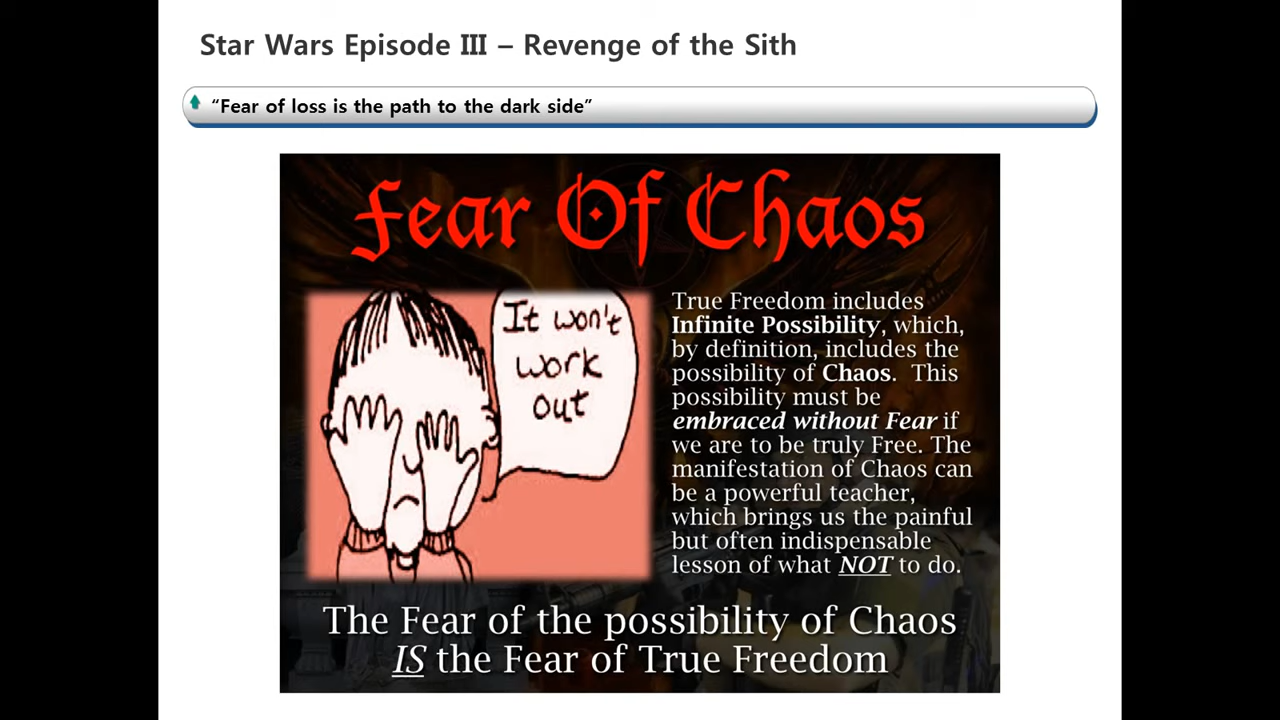 Star Wars Episode III – Revenge of the Sith
“Fear of loss is the path to the dark side”
Fear Of Chaos
It won't
work
out
True Freedom includes
Infinite Possibility, which,
by definition, includes the
possibility of Chaos.  This
possibility must be
embraced without Fear if
we are to be truly Free. The
manifestation of Chaos can
be a powerful teacher,
which brings us the painful
but often indispensable
lesson of what NOT to do.
The Fear of the possibility of Chaos
IS the Fear of True Freedom